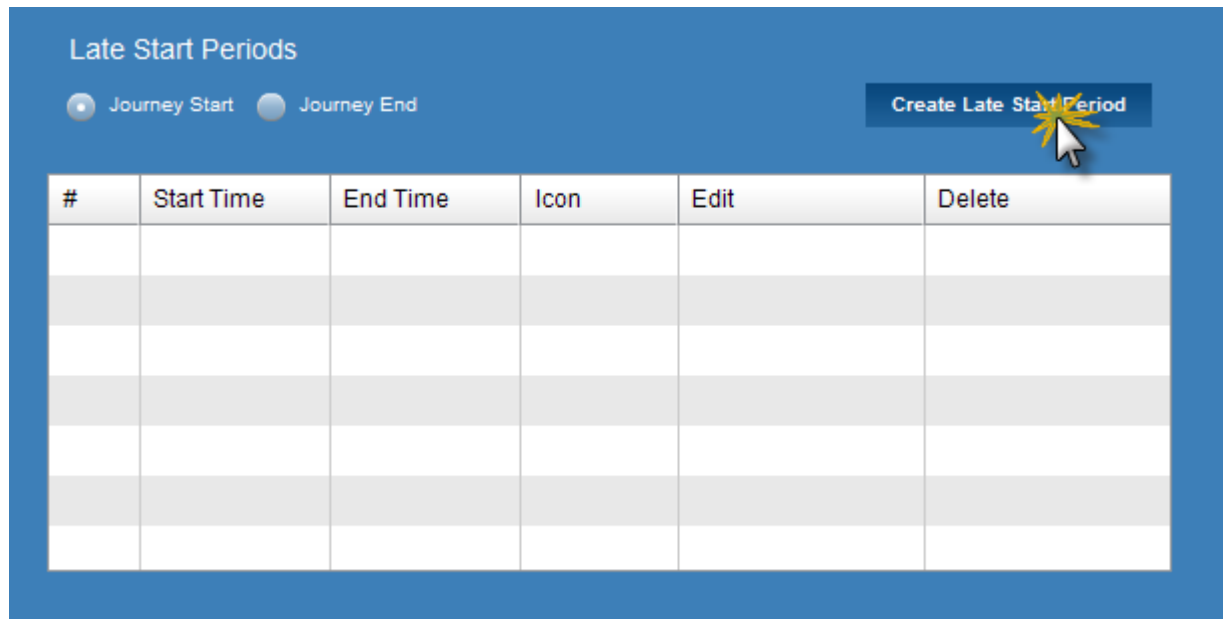 Late Start Periods
Journey Start Journey End Create Late Start Period
# Start Time End Time Icon Edit Delete